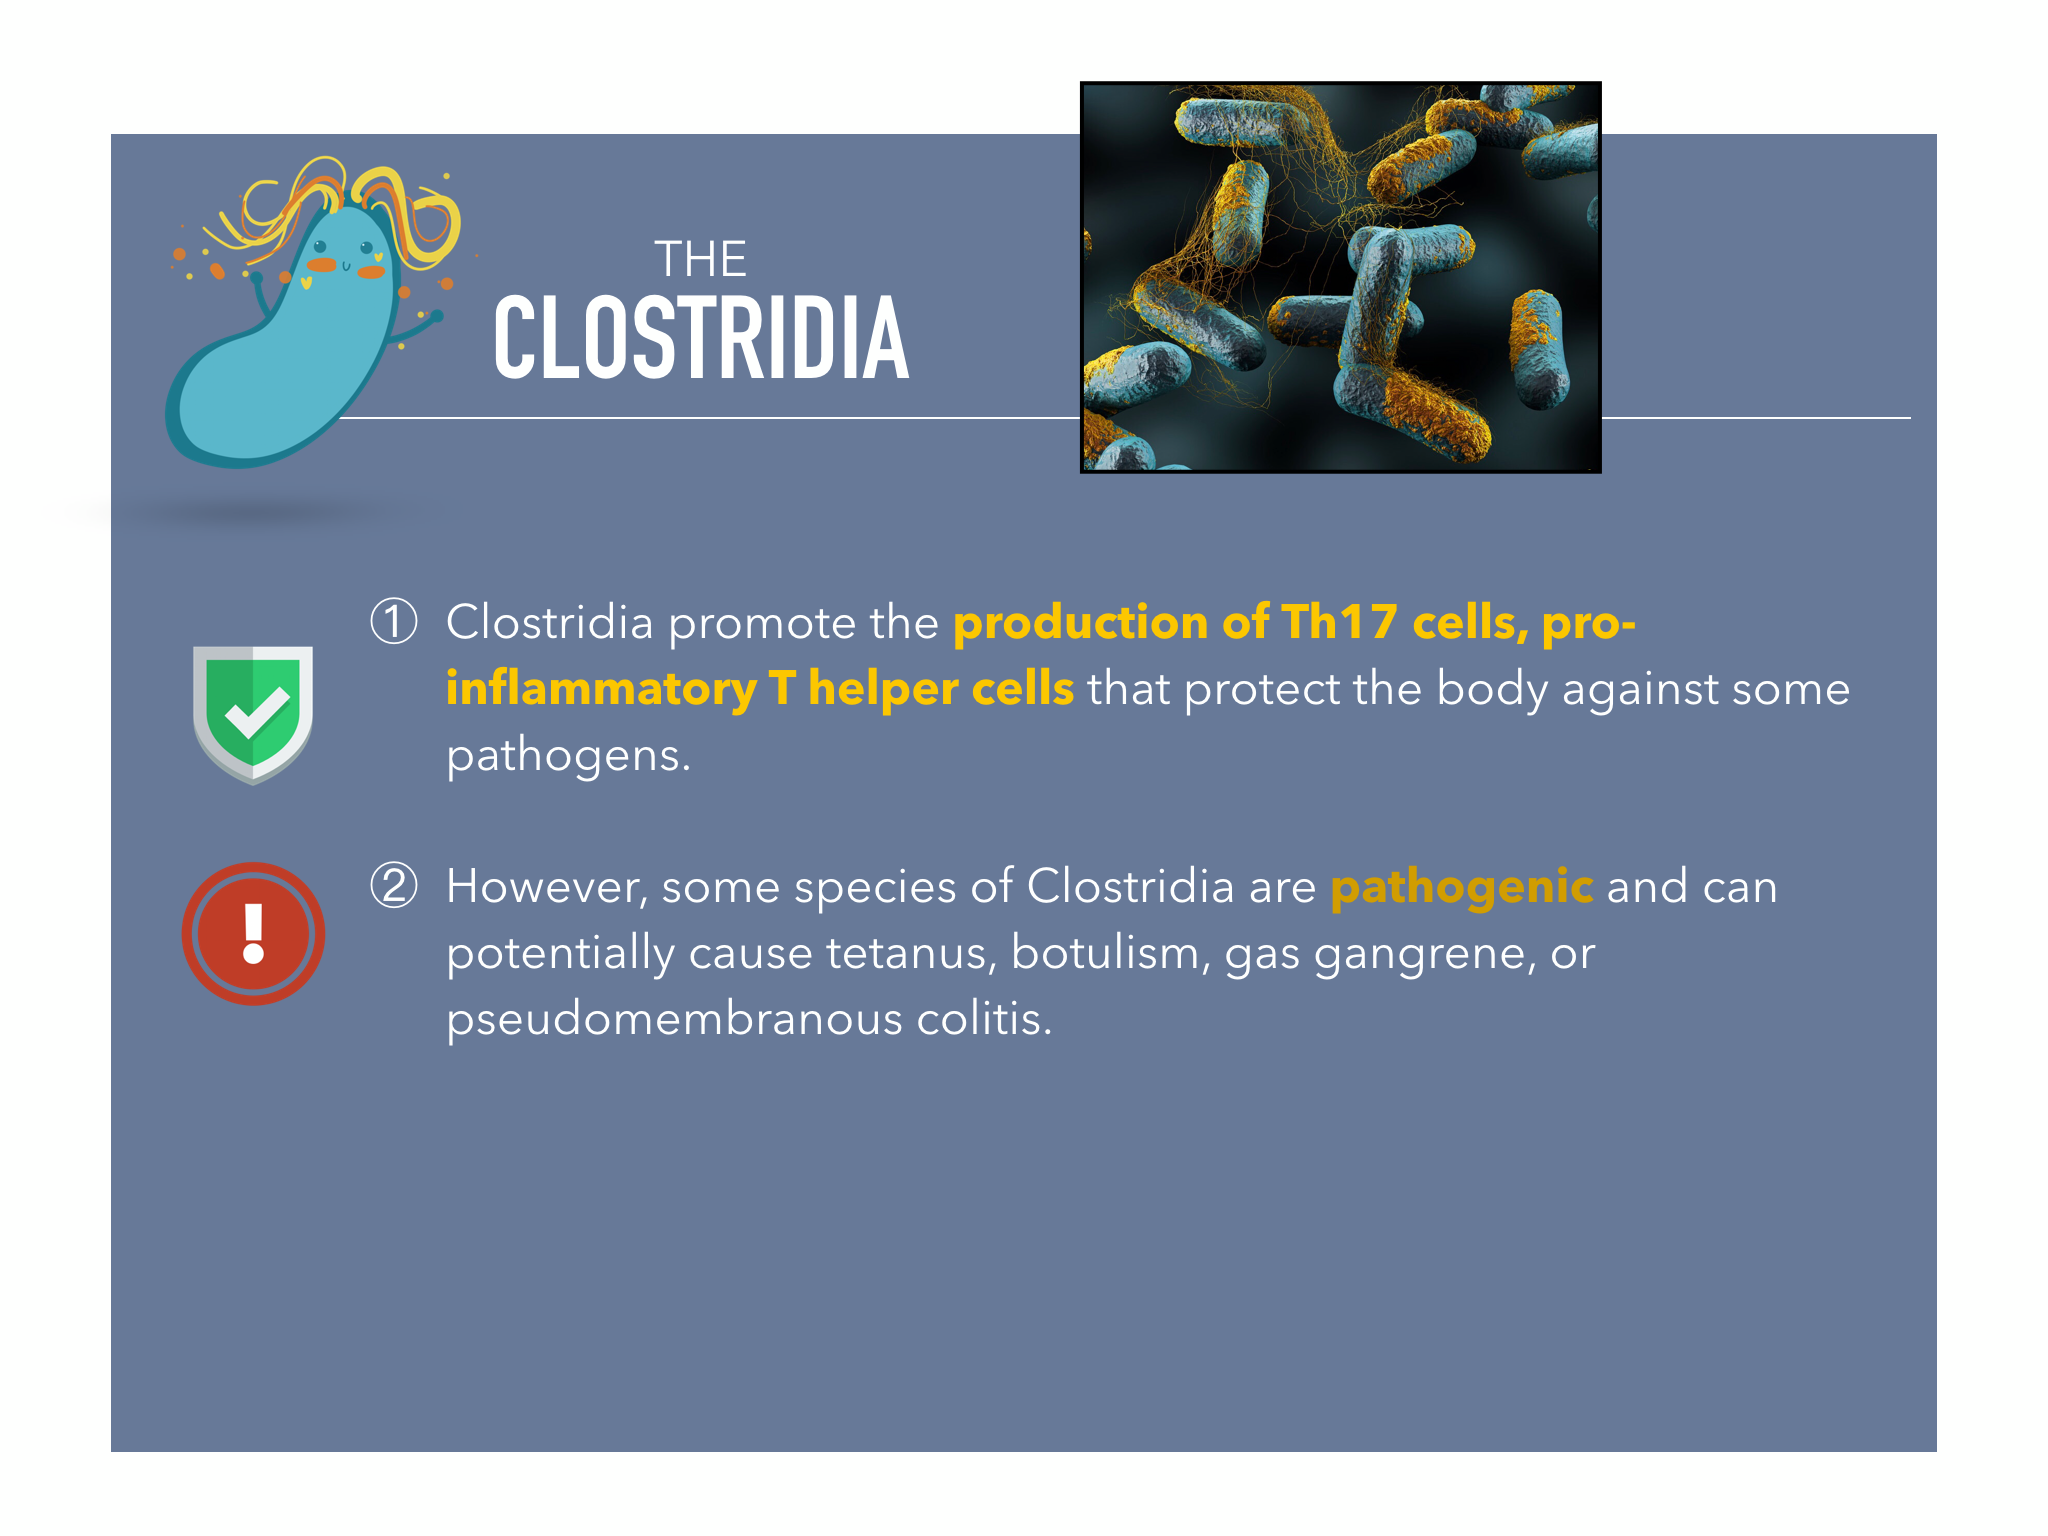 THE
CLOSTRIDIA
① Clostridia promote the production of Th17 cells, pro-
inflammatory T helper cells that protect the body against some
pathogens.
② However, some species of Clostridia are pathogenic and can
potentially cause tetanus, botulism, gas gangrene, or
pseudomembranous colitis.